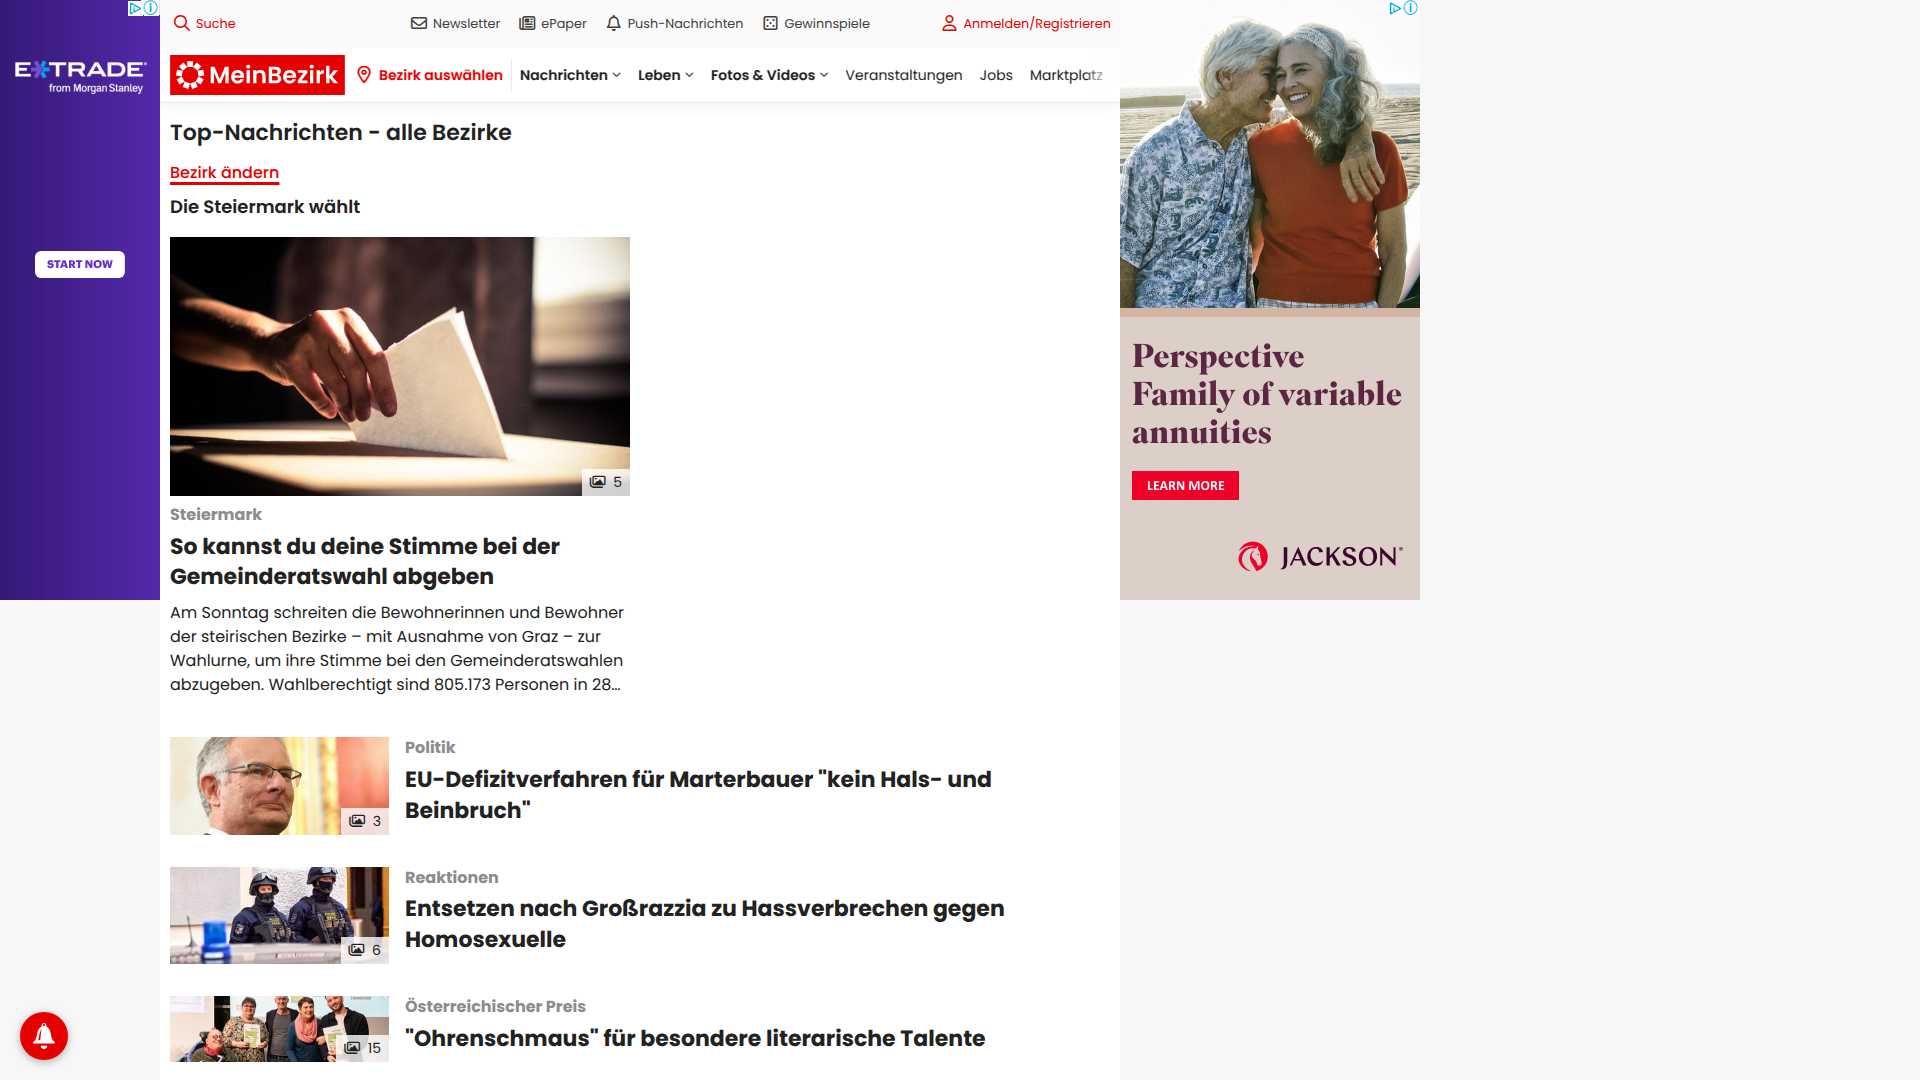 Suche
Newsletter
ePaper
Push-Nachrichten
Gewinnspiele
Anmelden/Registrieren
MeinBezirk
Bezirk auswählen
Nachrichten
Leben
Fotos & Videos
Veranstaltungen
Jobs
Marktplatz
E*TRADE
from Morgan Stanley
START NOW
Top-Nachrichten - alle Bezirke
Bezirk ändern
Die Steiermark wählt
5
Steiermark
So kannst du deine Stimme bei der
Gemeinderatswahl abgeben
Am Sonntag schreiten die Bewohnerinnen und Bewohner
der steirischen Bezirke – mit Ausnahme von Graz – zur
Wahlurne, um ihre Stimme bei den Gemeinderatswahlen
abzugeben. Wahlberechtigt sind 805.173 Personen in 28...
3
Politik
EU-Defizitverfahren für Marterbauer "kein Hals- und
Beinbruch"
6
Reaktionen
Entsetzen nach Großrazzia zu Hassverbrechen gegen
Homosexuelle
15
Österreichischer Preis
"Ohrenschmaus" für besondere literarische Talente
Perspective
Family of variable
annuities
LEARN MORE
JACKSON®